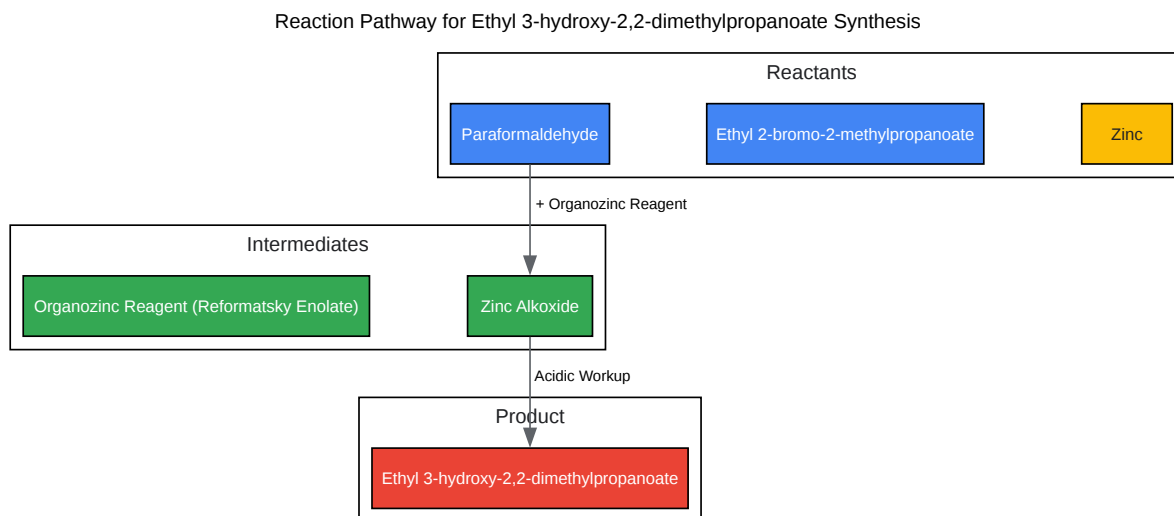 Reaction Pathway for Ethyl 3-hydroxy-2,2-dimethylpropanoate Synthesis
Reactants
Paraformaldehyde
Ethyl 2-bromo-2-methylpropanoate
Zinc
+ Organozinc Reagent
Intermediates
Organozinc Reagent (Reformatsky Enolate)
Zinc Alkoxide
Acidic Workup
Product
Ethyl 3-hydroxy-2,2-dimethylpropanoate